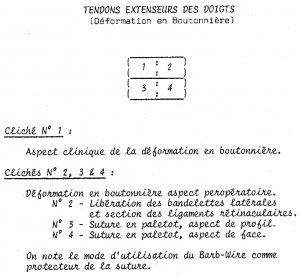 TENDONS EXTENSEURS DES DOIGTS
(Déformation en Boutonnière)
1 : 2
3 : 4
Cliché N° 1 :
Aspect clinique de la déformation en boutonnière.
Clichés N° 2, 3 & 4 :
Déformation en boutonnière aspect peropératoire.
N° 2 - Libération des bandelettes latérales
et section des ligaments rétinaculaires.
N° 3 - Suture en paletot, aspect de profil.
N° 4 - Suture en paletot, aspect de face.
On note le mode d'utilisation du Barb-Wire comme
protecteur de la suture.